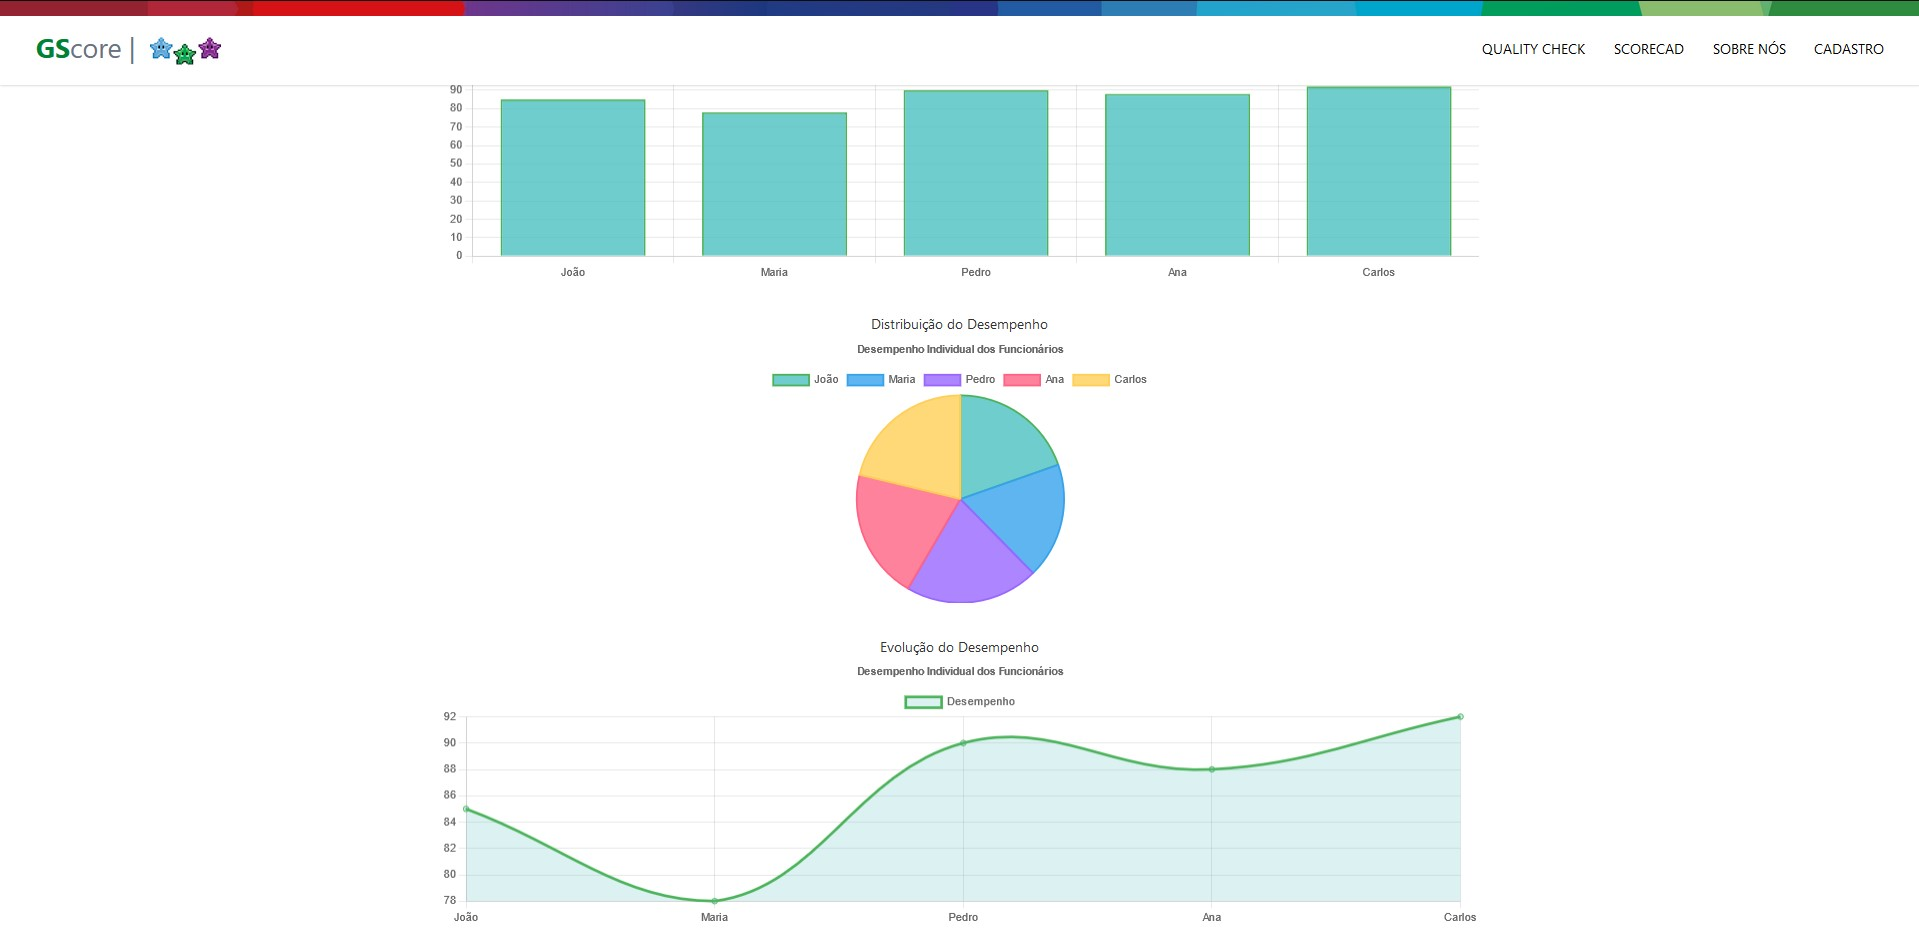 GScore |
QUALITY CHECK SCORECAD SOBRE NÓS CADASTRO
90
80
70
60
50
40
30
20
10
0
João Maria Pedro Ana Carlos
Distribuição do Desempenho
Desempenho Individual dos Funcionários
João Maria Pedro Ana Carlos
Evolução do Desempenho
Desempenho Individual dos Funcionários
Desempenho
92
90
88
86
84
82
80
78
João Maria Pedro Ana Carlos